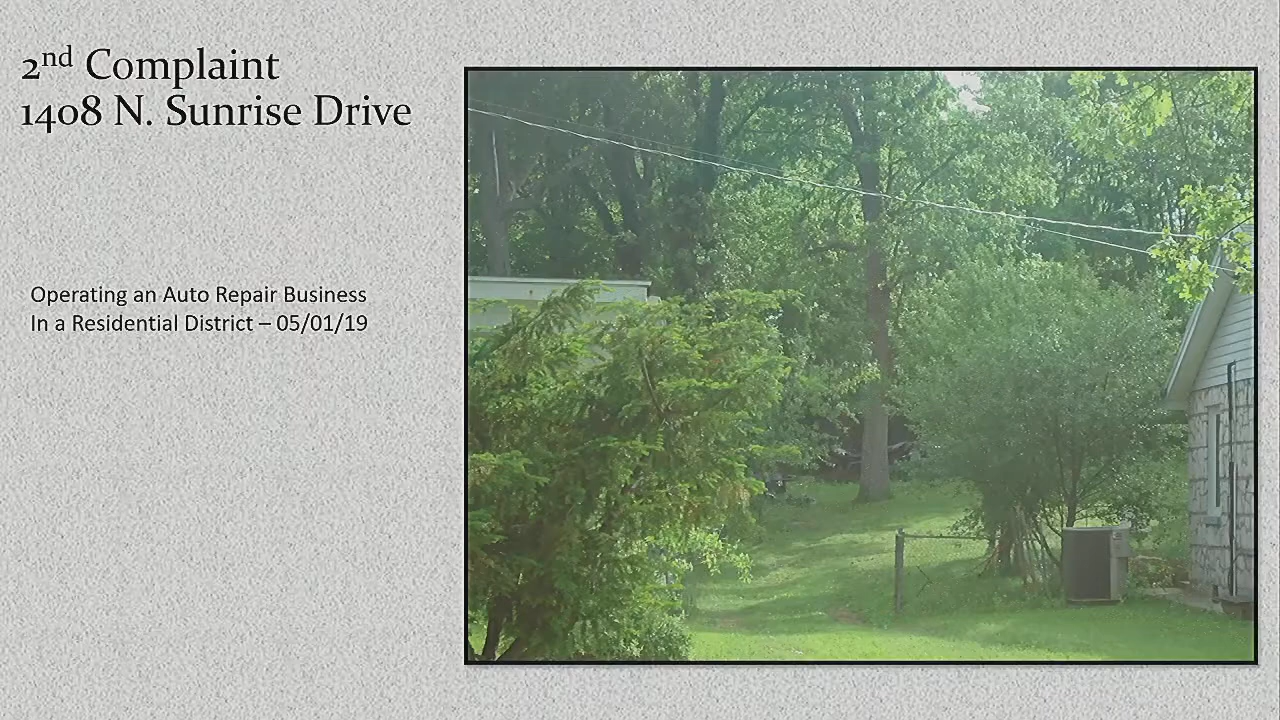 2nd Complaint
1408 N. Sunrise Drive
Operating an Auto Repair Business
In a Residential District – 05/01/19